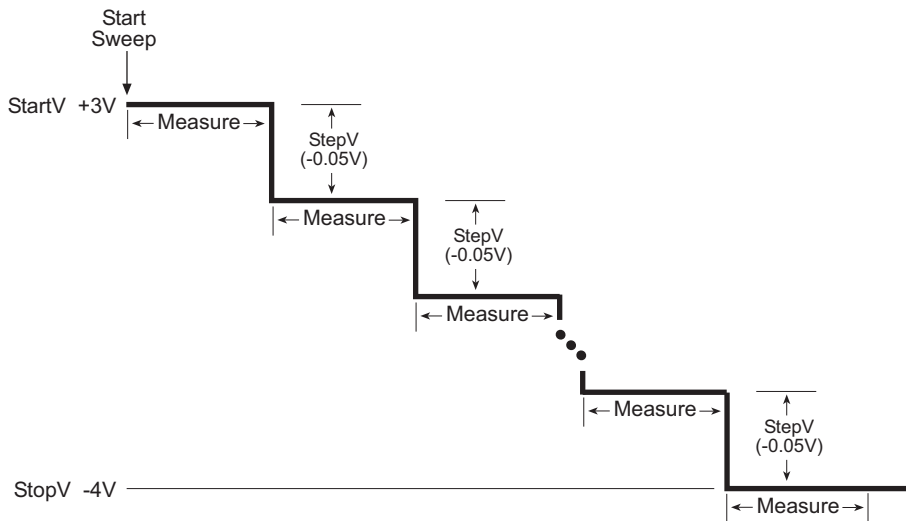 Start
Sweep
StartV +3V
Measure
StepV
(-0.05V)
Measure
StepV
(-0.05V)
Measure
Measure
StepV
(-0.05V)
StopV -4V
Measure